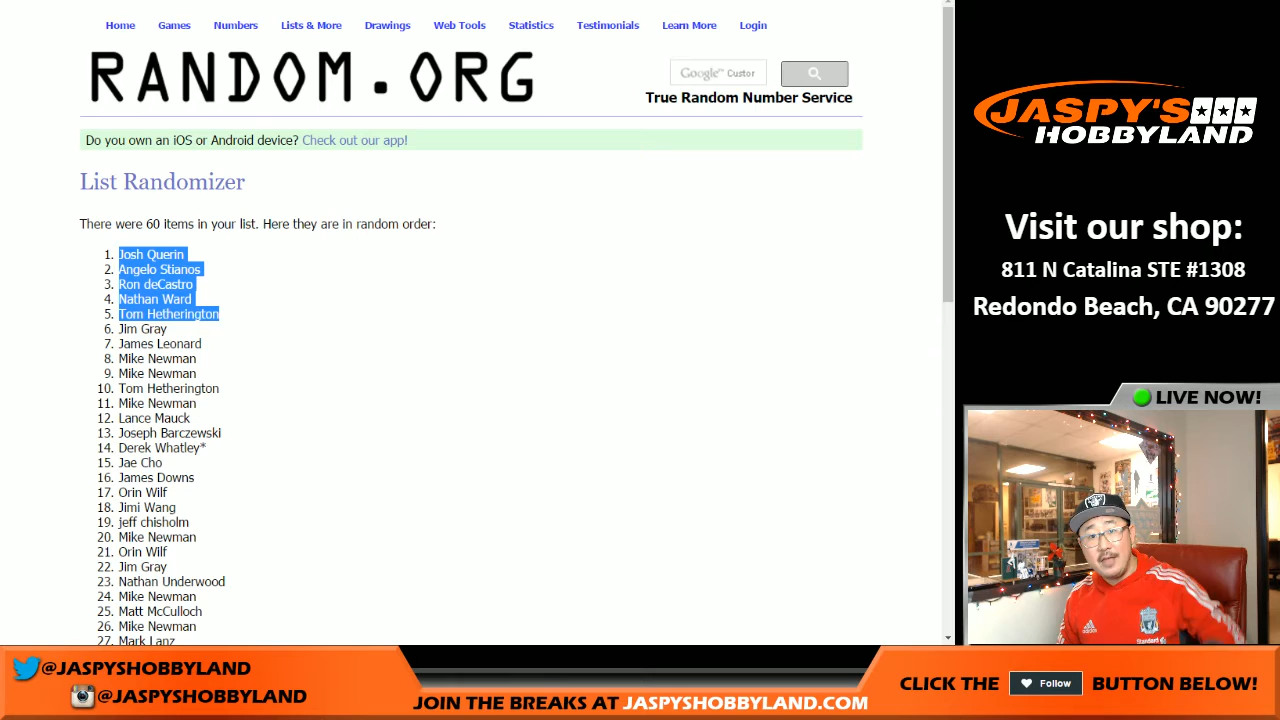 Home Games Numbers Lists & More Drawings Web Tools Statistics Testimonials Learn More Login
RANDOM.ORG
Google™ Custor
True Random Number Service
Do you own an iOS or Android device? Check out our app!
List Randomizer
There were 60 items in your list. Here they are in random order:
1. Josh Querin
2. Angelo Stianos
3. Ron deCastro
4. Nathan Ward
5. Tom Hetherington
6. Jim Gray
7. James Leonard
8. Mike Newman
9. Mike Newman
10. Tom Hetherington
11. Mike Newman
12. Lance Mauck
13. Joseph Barczewski
14. Derek Whatley*
15. Jae Cho
16. James Downs
17. Orin Wilf
18. Jimi Wang
19. jeff chisholm
20. Mike Newman
21. Orin Wilf
22. Jim Gray
23. Nathan Underwood
24. Mike Newman
25. Matt McCulloch
26. Mike Newman
27. Mark Lanz
JASPY'S
HOBBYLAND
Visit our shop:
811 N Catalina STE #1308
Redondo Beach, CA 90277
LIVE NOW!
@JASPYSHOBBYLAND
@JASPYSHOBBYLAND
JOIN THE BREAKS AT JASPYSHOBBYLAND.COM
CLICK THE Follow BUTTON BELOW!